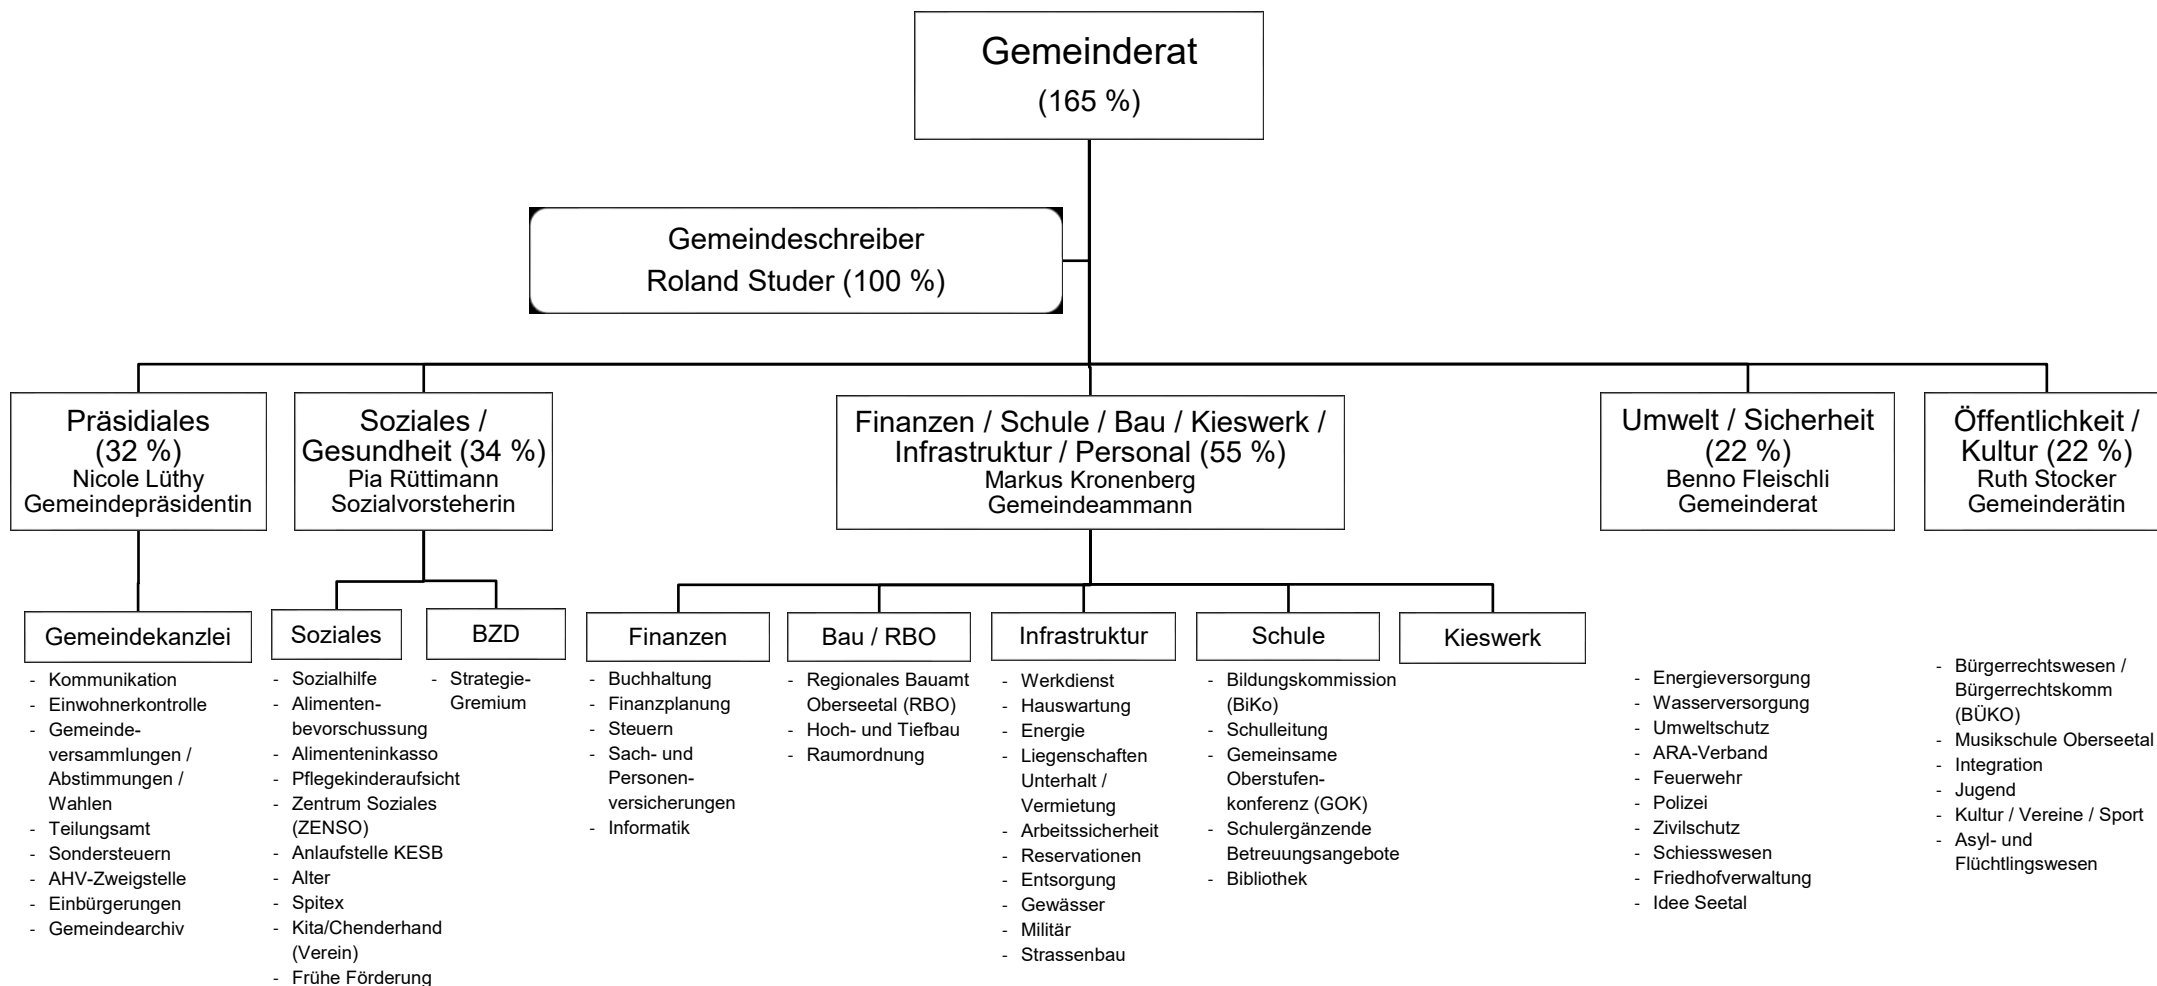 Gemeinderat
(165 %)
Gemeindeschreiber
Roland Studer (100 %)
Präsidiales
(32 %)
Nicole Lüthy
Gemeindepräsidentin
Soziales /
Gesundheit (34 %)
Pia Rüttimann
Sozialvorsteherin
Finanzen / Schule / Bau / Kieswerk /
Infrastruktur / Personal (55 %)
Markus Kronenberg
Gemeindeammann
Umwelt / Sicherheit
(22 %)
Benno Fleischli
Gemeinderat
Öffentlichkeit /
Kultur (22 %)
Ruth Stocker
Gemeinderätin
Gemeindekanzlei
- Kommunikation
- Einwohnerkontrolle
- Gemeinde-
versammlungen /
Abstimmungen /
Wahlen
- Teilungsamt
- Sondersteuern
- AHV-Zweigstelle
- Einbürgerungen
- Gemeindearchiv
Soziales
- Sozialhilfe
- Alimenten-
bevorschussung
- Alimenteninkasso
- Pflegekinderaufsicht
- Zentrum Soziales
(ZENSO)
- Anlaufstelle KESB
- Alter
- Spitex
- Kita/Chenderhand
(Verein)
- Frühe Förderung
BZD
- Strategie-
Gremium
Finanzen
- Buchhaltung
- Finanzplanung
- Steuern
- Sach- und
Personen-
versicherungen
- Informatik
Bau / RBO
- Regionales Bauamt
Oberseetal (RBO)
- Hoch- und Tiefbau
- Raumordnung
Infrastruktur
- Werkdienst
- Hauswartung
- Energie
- Liegenschaften
Unterhalt /
Vermietung
- Arbeitssicherheit
- Reservationen
- Entsorgung
- Gewässer
- Militär
- Strassenbau
Schule
- Bildungskommission
(BiKo)
- Schulleitung
- Gemeinsame
Oberstufen-
konferenz (GOK)
- Schulergänzende
Betreuungsangebote
- Bibliothek
Kieswerk
- Energieversorgung
- Wasserversorgung
- Umweltschutz
- ARA-Verband
- Feuerwehr
- Polizei
- Zivilschutz
- Schiesswesen
- Friedhofverwaltung
- Idee Seetal
- Bürgerrechtswesen /
Bürgerrechtskomm
(BÜKO)
- Musikschule Oberseetal
- Integration
- Jugend
- Kultur / Vereine / Sport
- Asyl- und
Flüchtlingswesen